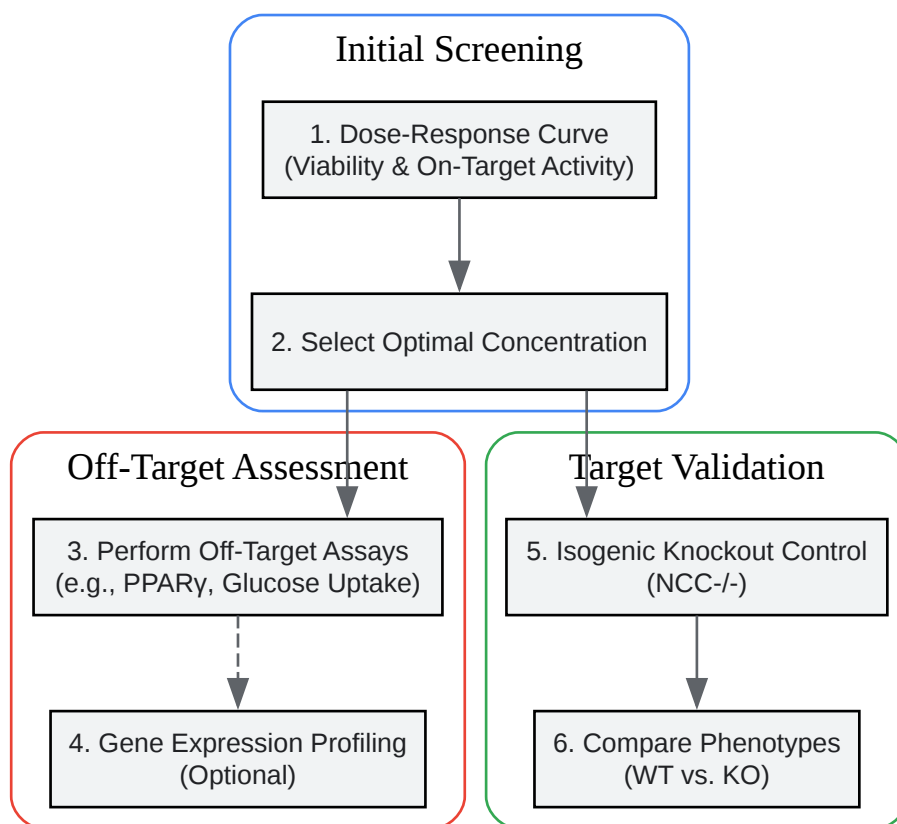 Initial Screening
1. Dose-Response Curve
(Viability & On-Target Activity)
2. Select Optimal Concentration
Off-Target Assessment
3. Perform Off-Target Assays
(e.g., PPARγ, Glucose Uptake)
4. Gene Expression Profiling
(Optional)
Target Validation
5. Isogenic Knockout Control
(NCC-/-)
6. Compare Phenotypes
(WT vs. KO)